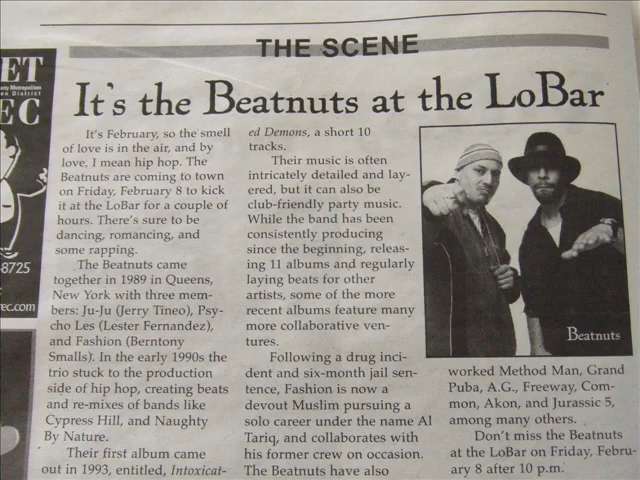 THE SCENE
It's the Beatnuts at the LoBar
It's February, so the smell
of love is in the air, and by
love, I mean hip hop. The
Beatnuts are coming to town
on Friday, February 8 to kick
it at the LoBar for a couple of
hours. There's sure to be
dancing, romancing, and
some rapping.
The Beatnuts came
together in 1989 in Queens,
New York with three mem-
bers: Ju-Ju (Jerry Tineo), Psy-
cho Les (Lester Fernandez),
and Fashion (Berntony
Smalls). In the early 1990s the
trio stuck to the production
side of hip hop, creating beats
and re-mixes of bands like
Cypress Hill, and Naughty
By Nature.
Their first album came
out in 1993, entitled, Intoxicat-
ed Demons, a short 10
tracks.
Their music is often
intricately detailed and lay-
ered, but it can also be
club-friendly party music.
While the band has been
consistently producing
since the beginning, releas-
ing 11 albums and regularly
laying beats for other
artists, some of the more
recent albums feature many
more collaborative ven-
tures.
Following a drug inci-
dent and six-month jail sen-
tence, Fashion is now a
devout Muslim pursuing a
solo career under the name Al
Tariq, and collaborates with
his former crew on occasion.
The Beatnuts have also
Beatnuts
worked Method Man, Grand
Puba, A.G., Freeway, Com-
mon, Akon, and Jurassic 5,
among many others.
Don't miss the Beatnuts
at the LoBar on Friday, Febru-
ary 8 after 10 p.m.
ET
nty Metropolitan
on District
EC
-8725
rec.com